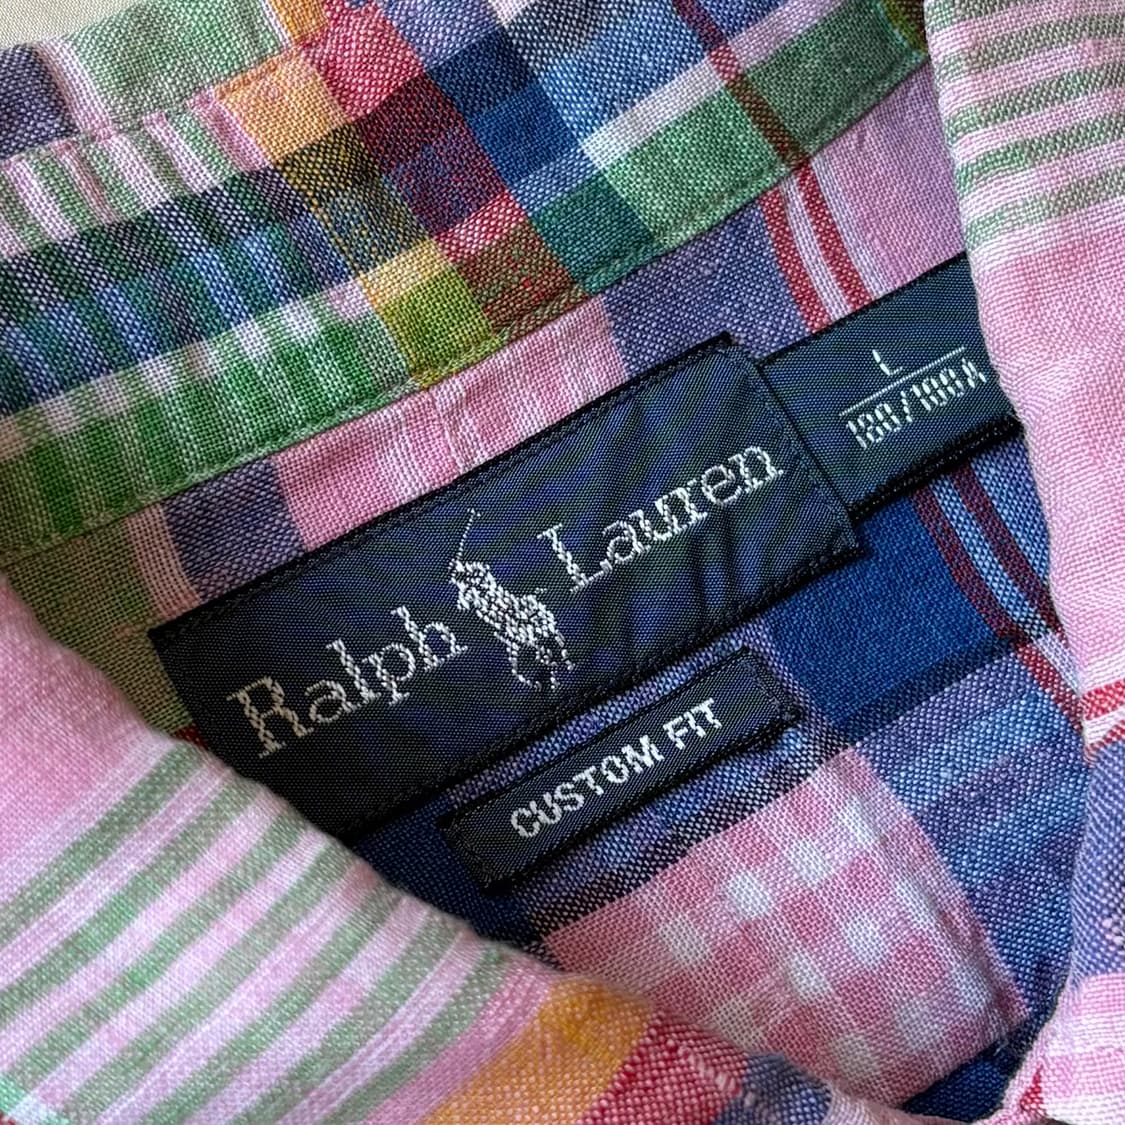 Ralph Lauren
L
180/100A
CUSTOM FIT